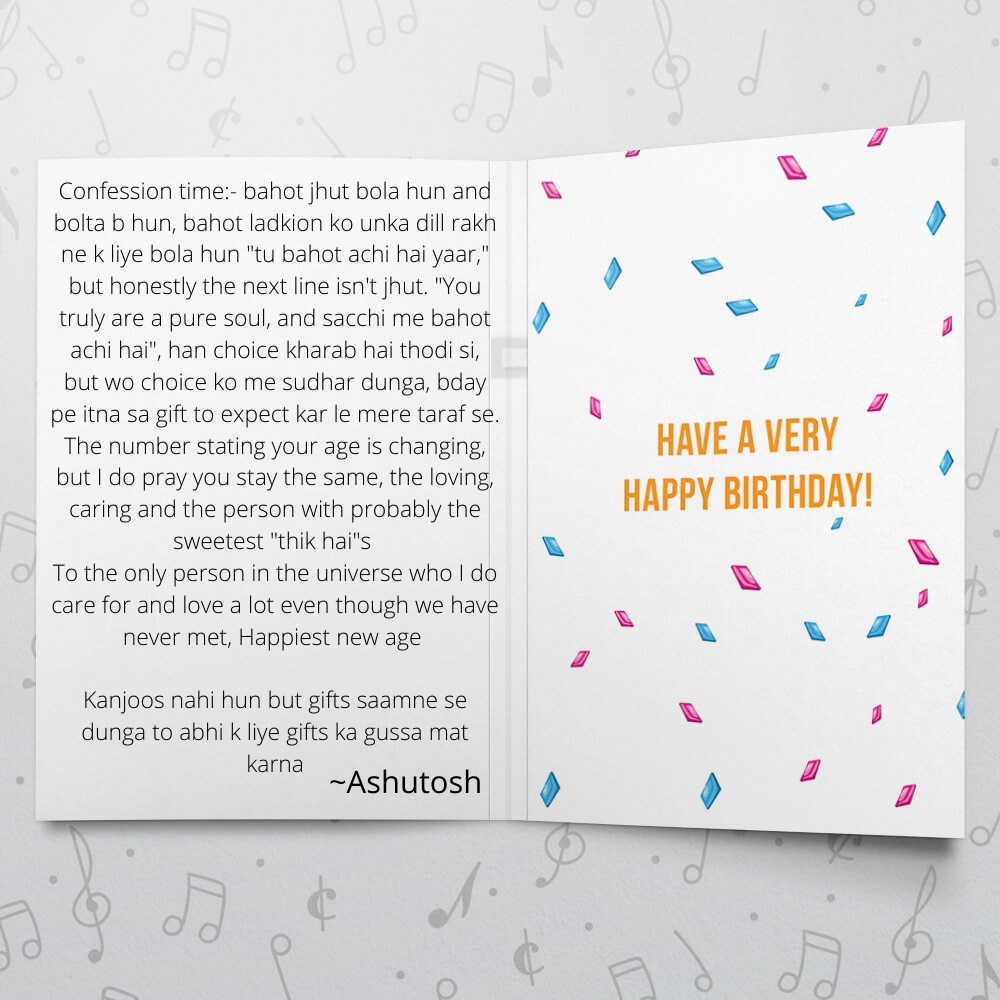 Confession time:- bahot jhut bola hun and
bolta b hun, bahot ladkion ko unka dill rakh
ne k liye bola hun "tu bahot achi hai yaar,"
but honestly the next line isn't jhut. "You
truly are a pure soul, and sacchi me bahot
achi hai", han choice kharab hai thodi si,
but wo choice ko me sudhar dunga, bday
pe itna sa gift to expect kar le mere taraf se.
The number stating your age is changing,
but I do pray you stay the same, the loving,
caring and the person with probably the
sweetest "thik hai"s
To the only person in the universe who I do
care for and love a lot even though we have
never met, Happiest new age
Kanjoos nahi hun but gifts saamne se
dunga to abhi k liye gifts ka gussa mat
karna
~Ashutosh
HAVE A VERY
HAPPY BIRTHDAY!